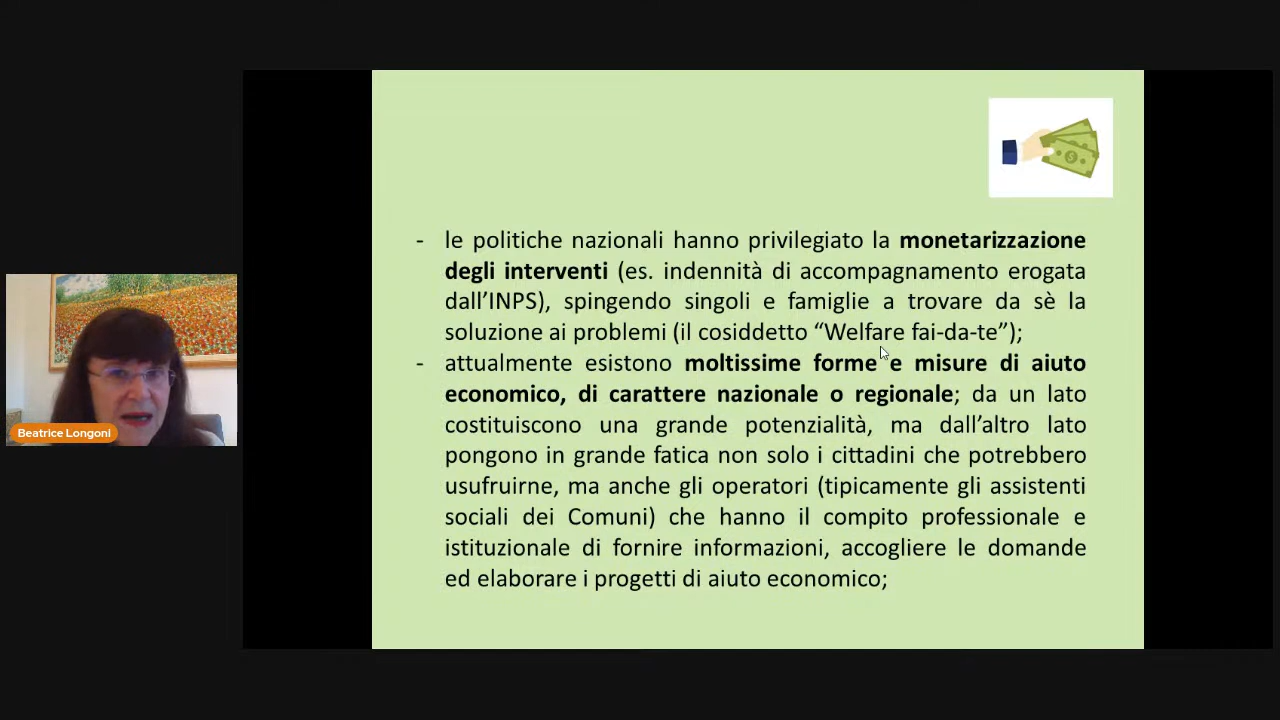 - le politiche nazionali hanno privilegiato la monetarizzazione
degli interventi (es. indennità di accompagnamento erogata
dall’INPS), spingendo singoli e famiglie a trovare da sè la
soluzione ai problemi (il cosiddetto “Welfare fai-da-te”);
- attualmente esistono moltissime forme e misure di aiuto
economico, di carattere nazionale o regionale; da un lato
costituiscono una grande potenzialità, ma dall’altro lato
pongono in grande fatica non solo i cittadini che potrebbero
usufruirne, ma anche gli operatori (tipicamente gli assistenti
sociali dei Comuni) che hanno il compito professionale e
istituzionale di fornire informazioni, accogliere le domande
ed elaborare i progetti di aiuto economico;
Beatrice Longoni